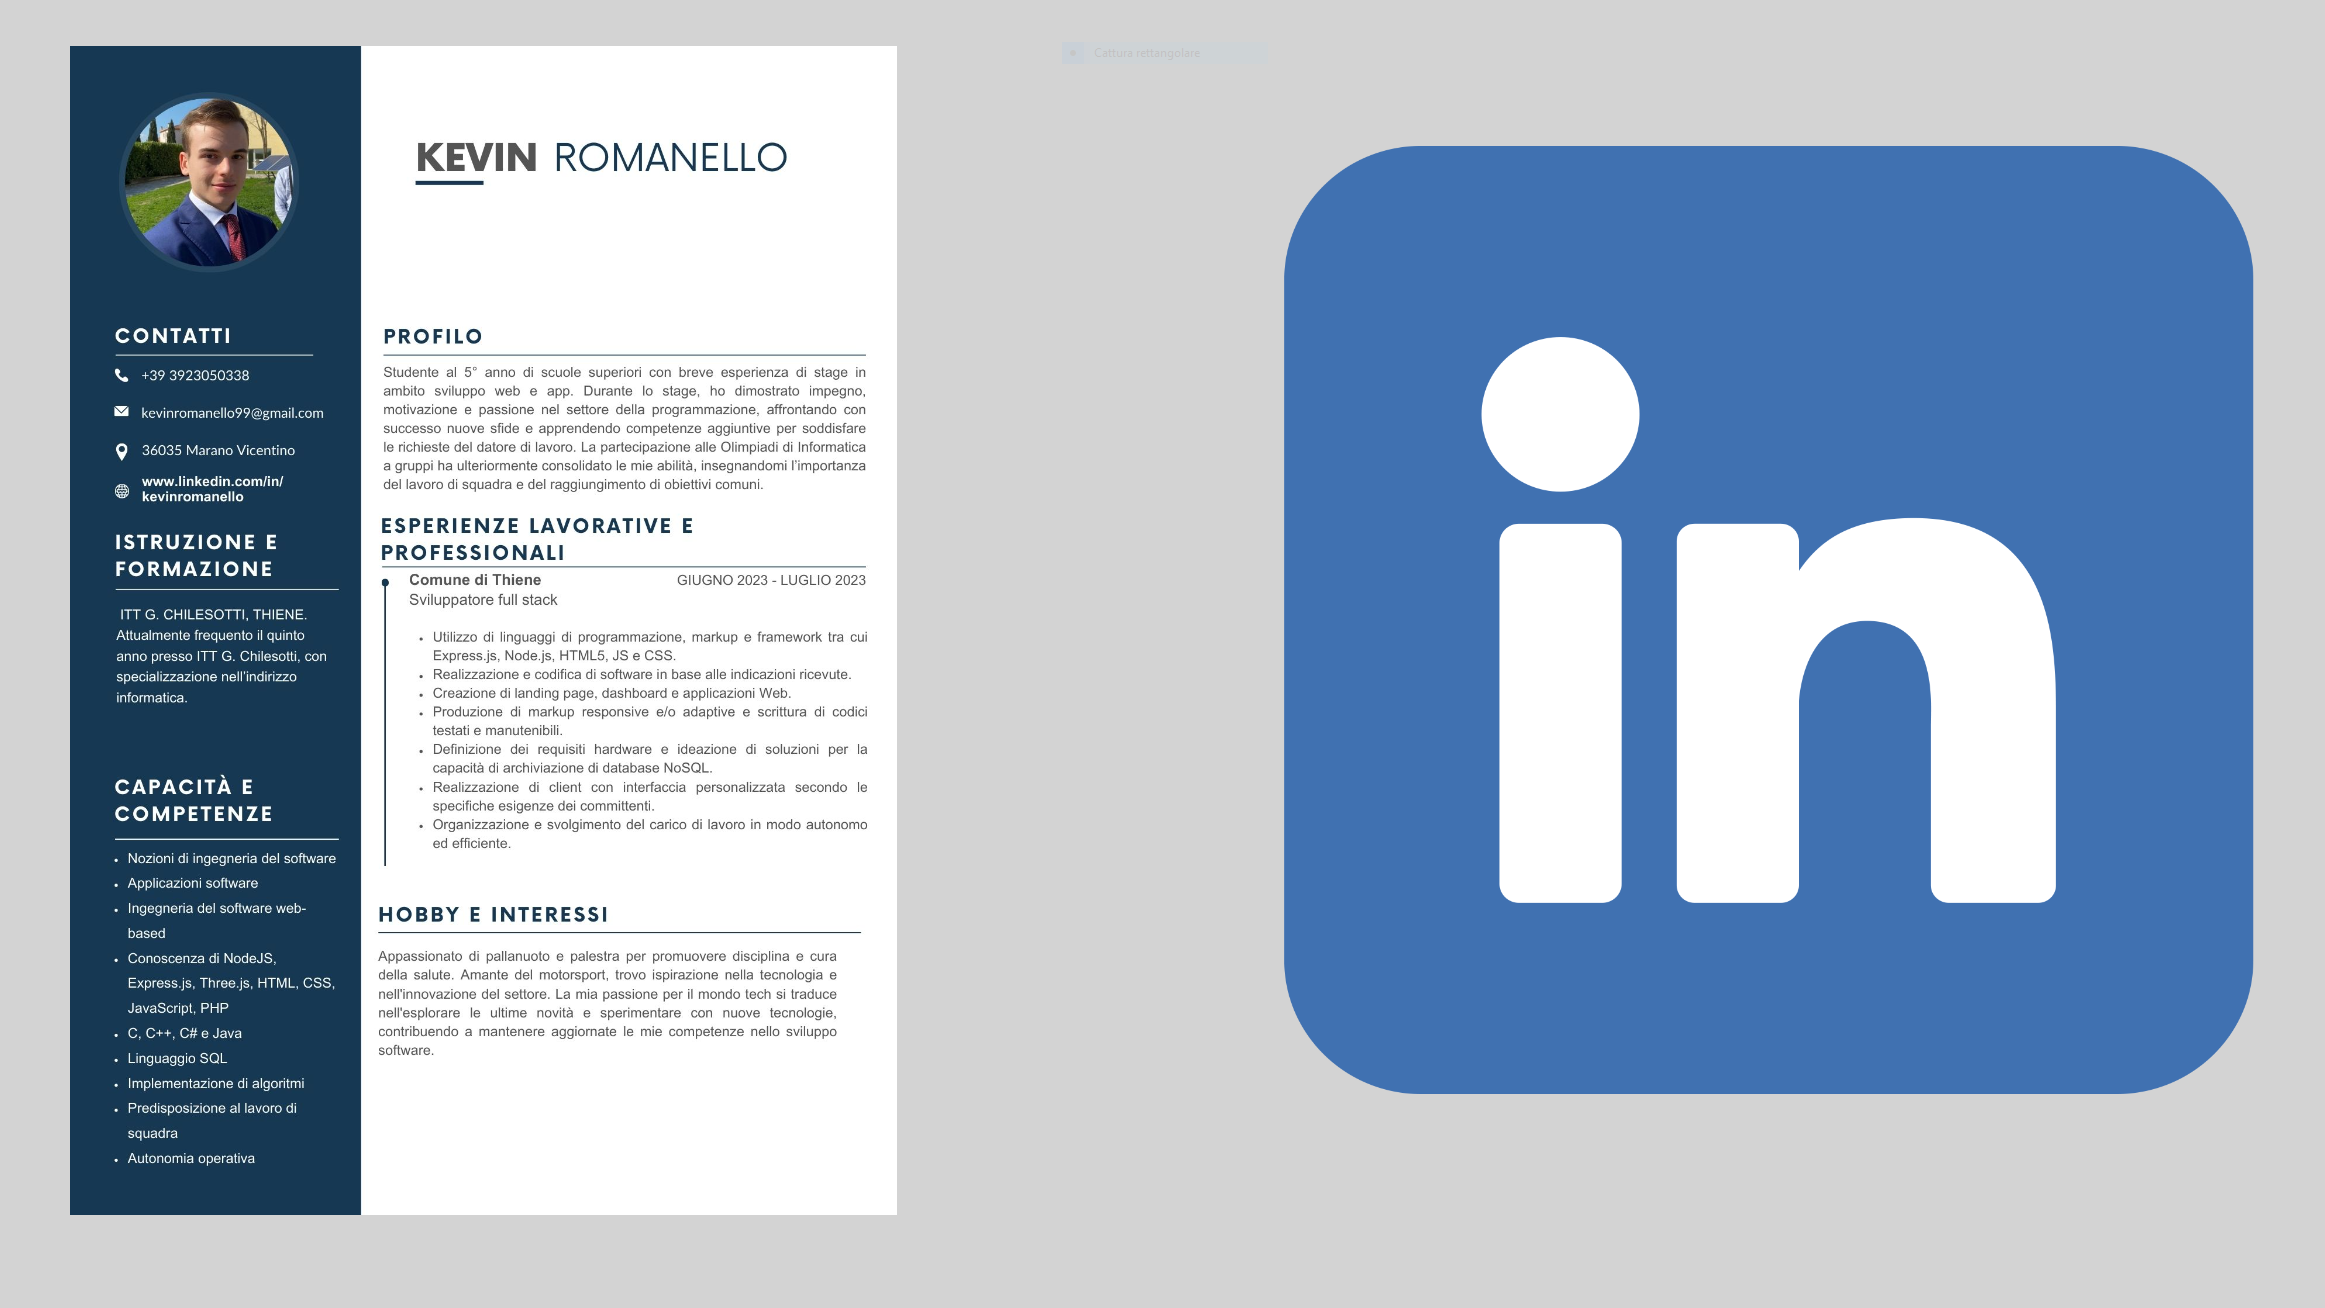 KEVIN ROMANELLO
CONTATTI
+39 3923050338
kevinromanello99@gmail.com
36035 Marano Vicentino
www.linkedin.com/in/
kevinromanello
ISTRUZIONE E
FORMAZIONE
ITT G. CHILESOTTI, THIENE.
Attualmente frequento il quinto
anno presso ITT G. Chilesotti, con
specializzazione nell'indirizzo
informatica.
CAPACITÀ E
COMPETENZE
• Nozioni di ingegneria del software
• Applicazioni software
• Ingegneria del software web-
based
• Conoscenza di NodeJS,
Express.js, Three.js, HTML, CSS,
JavaScript, PHP
• C, C++, C# e Java
• Linguaggio SQL
• Implementazione di algoritmi
• Predisposizione al lavoro di
squadra
• Autonomia operativa
PROFILO
Studente al 5° anno di scuole superiori con breve esperienza di stage in
ambito sviluppo web e app. Durante lo stage, ho dimostrato impegno,
motivazione e passione nel settore della programmazione, affrontando con
successo nuove sfide e apprendendo competenze aggiuntive per soddisfare
le richieste del datore di lavoro. La partecipazione alle Olimpiadi di Informatica
a gruppi ha ulteriormente consolidato le mie abilità, insegnandomi l'importanza
del lavoro di squadra e del raggiungimento di obiettivi comuni.
ESPERIENZE LAVORATIVE E
PROFESSIONALI
Comune di Thiene GIUGNO 2023 - LUGLIO 2023
Sviluppatore full stack
• Utilizzo di linguaggi di programmazione, markup e framework tra cui
Express.js, Node.js, HTML5, JS e CSS.
• Realizzazione e codifica di software in base alle indicazioni ricevute.
• Creazione di landing page, dashboard e applicazioni Web.
• Produzione di markup responsive e/o adaptive e scrittura di codici
testati e manutenibili.
• Definizione dei requisiti hardware e ideazione di soluzioni per la
capacità di archiviazione di database NoSQL.
• Realizzazione di client con interfaccia personalizzata secondo le
specifiche esigenze dei committenti.
• Organizzazione e svolgimento del carico di lavoro in modo autonomo
ed efficiente.
HOBBY E INTERESSI
Appassionato di pallanuoto e palestra per promuovere disciplina e cura
della salute. Amante del motorsport, trovo ispirazione nella tecnologia e
nell'innovazione del settore. La mia passione per il mondo tech si traduce
nell'esplorare le ultime novità e sperimentare con nuove tecnologie,
contribuendo a mantenere aggiornate le mie competenze nello sviluppo
software.
Cattura rettangolare
in